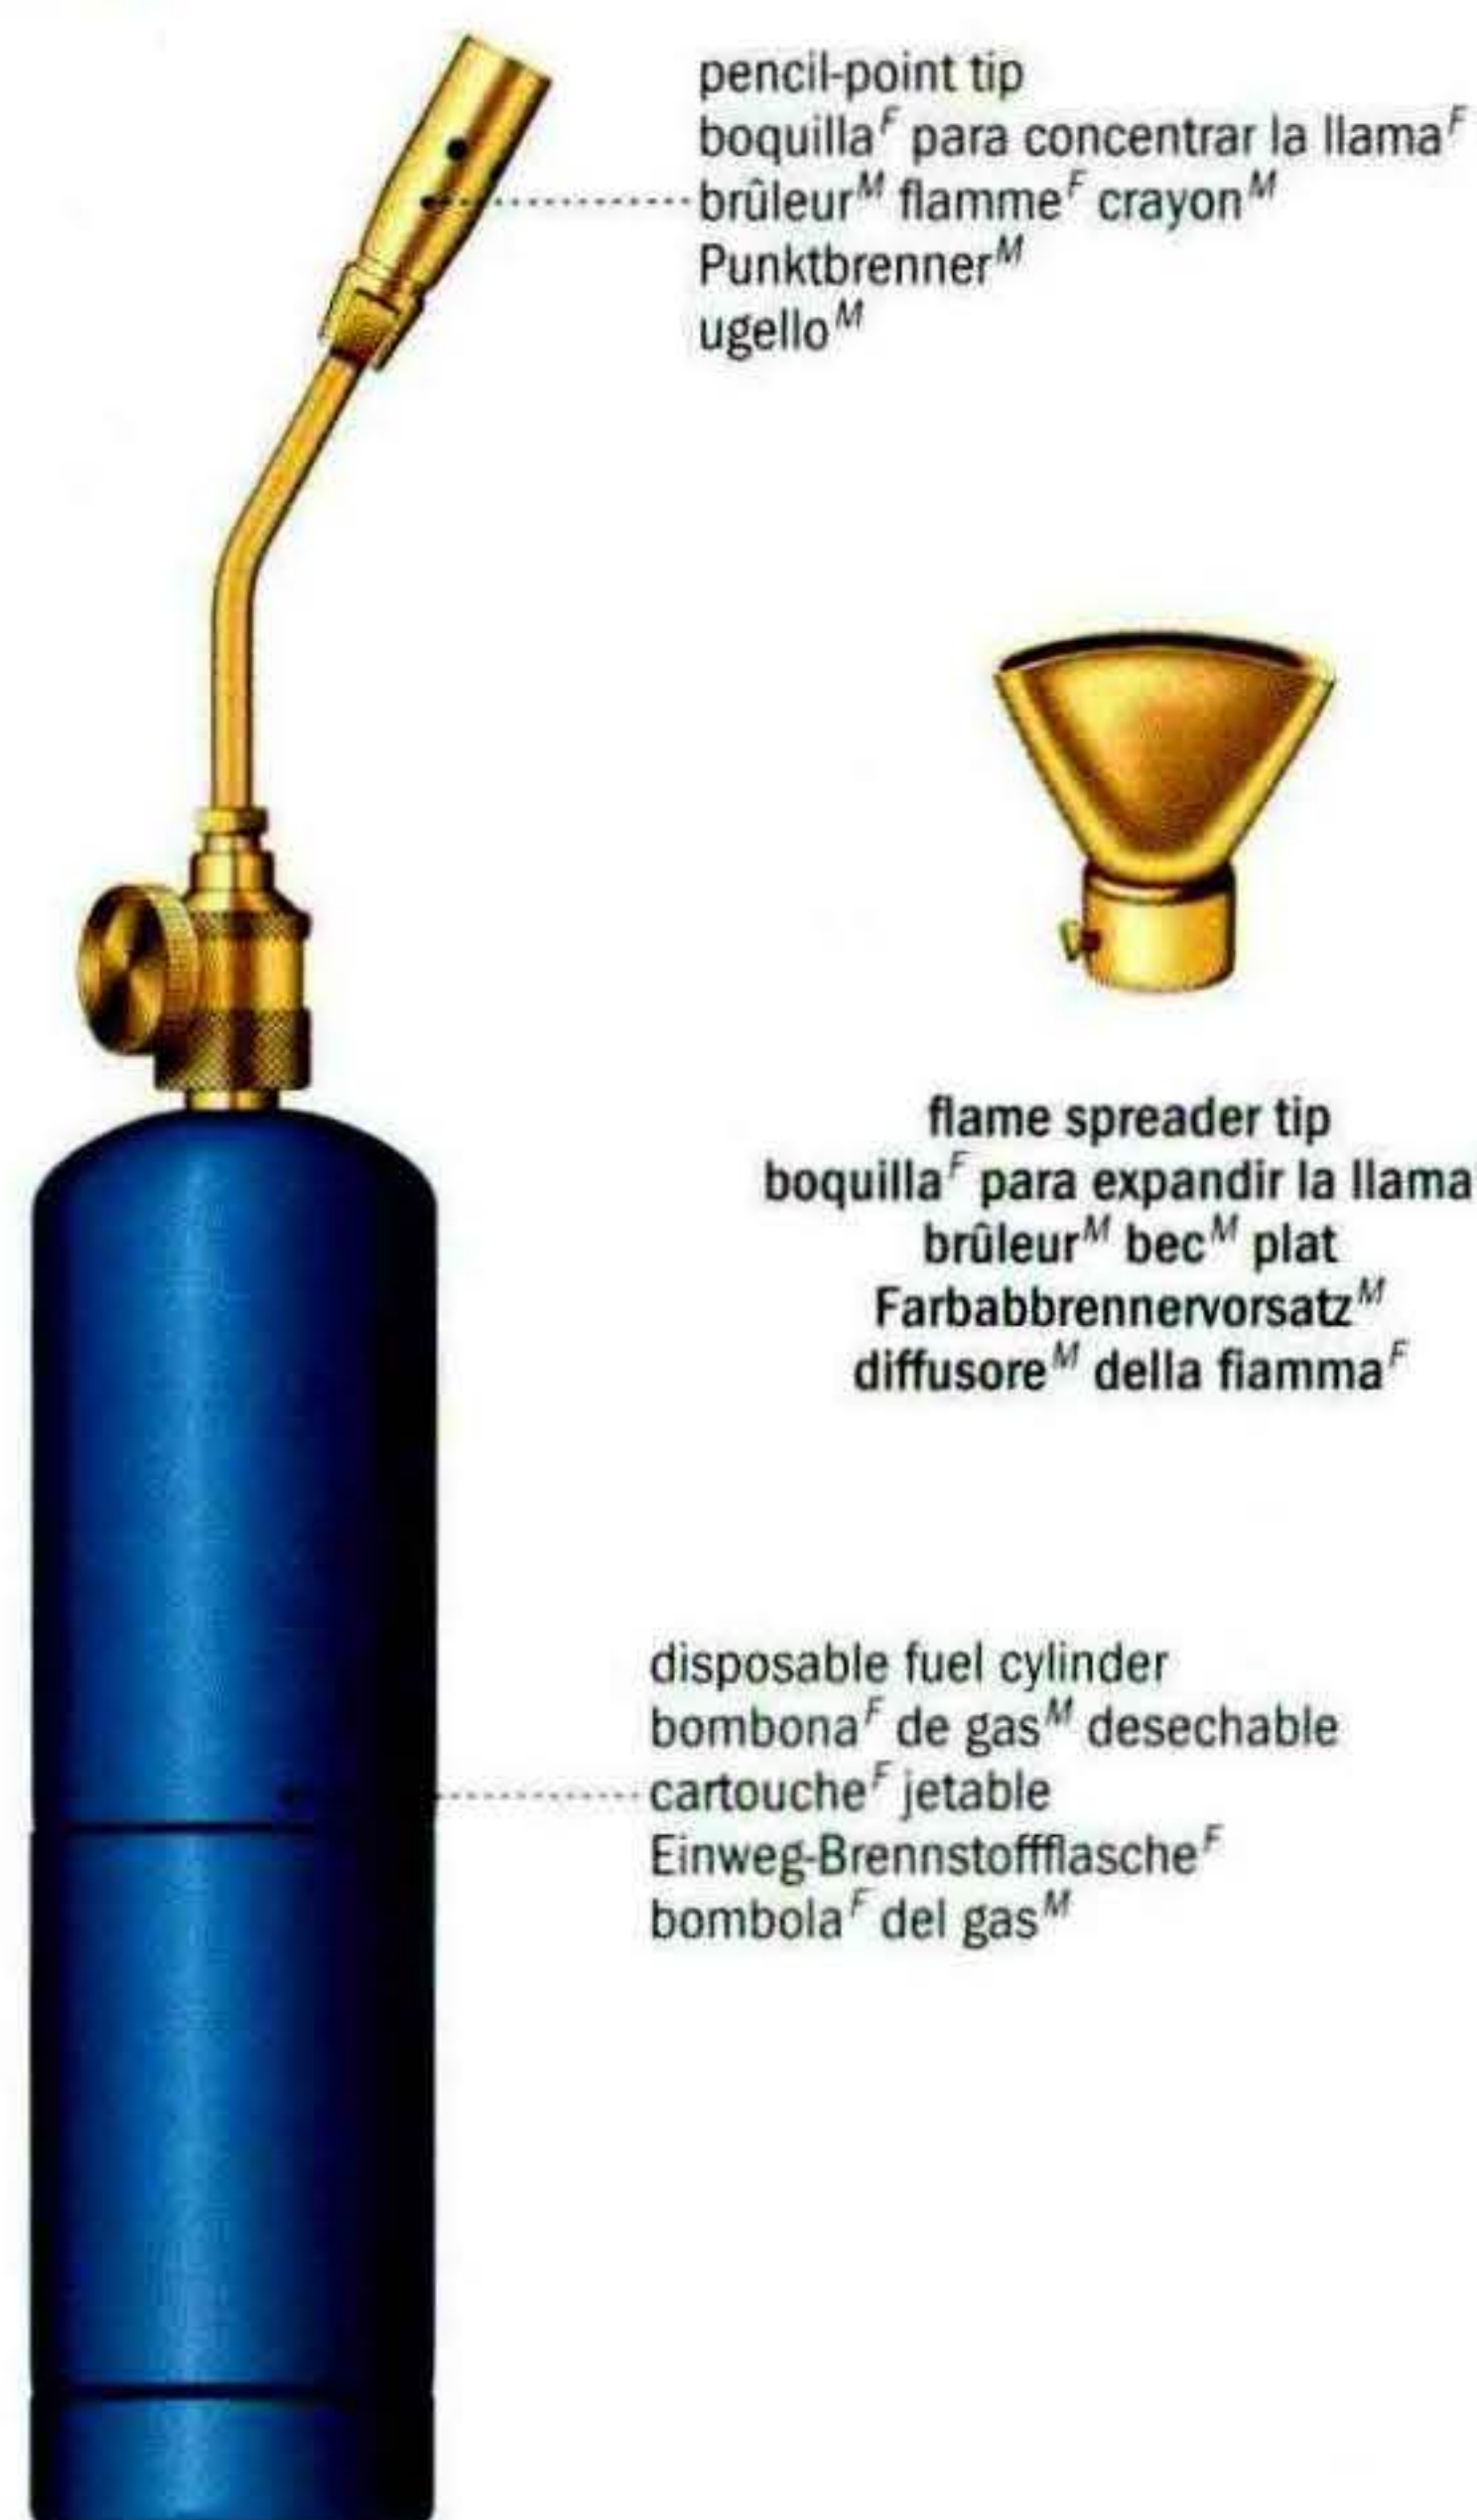 pencil-point tip
boquillaF para concentrar la llamaF
brûleurM flammeF crayonM
PunktbrennerM
ugelloM
flame spreader tip
boquillaF para expandir la llama
brûleurM becM plat
FarbabbrennervorsatzM
diffusoreM della fiammaF
disposable fuel cylinder
bombonaF de gasM desechable
cartoucheF jetable
Einweg-BrennstoffflascheF
bombolaF del gasM